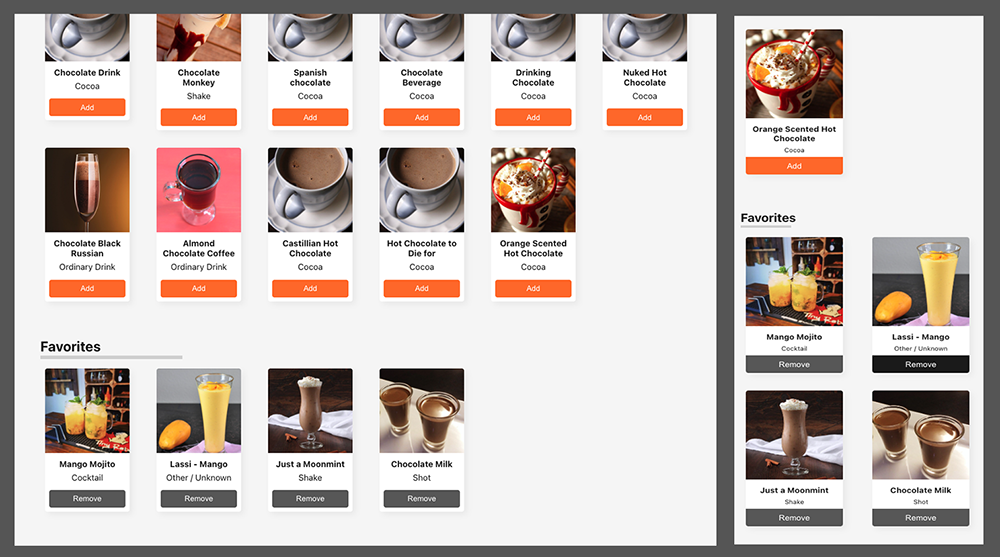 Chocolate Drink
Cocoa
Add
Chocolate
Monkey
Shake
Add
Spanish
chocolate
Cocoa
Add
Chocolate
Beverage
Cocoa
Add
Drinking
Chocolate
Cocoa
Add
Nuked Hot
Chocolate
Cocoa
Add
Chocolate Black
Russian
Ordinary Drink
Add
Almond
Chocolate Coffee
Ordinary Drink
Add
Castillian Hot
Chocolate
Cocoa
Add
Hot Chocolate to
Die for
Cocoa
Add
Orange Scented
Hot Chocolate
Cocoa
Add
Favorites
Mango Mojito
Cocktail
Remove
Lassi - Mango
Other / Unknown
Remove
Just a Moonmint
Shake
Remove
Chocolate Milk
Shot
Remove
Orange Scented Hot
Chocolate
Cocoa
Add
Favorites
Mango Mojito
Cocktail
Remove
Lassi - Mango
Other / Unknown
Remove
Just a Moonmint
Shake
Remove
Chocolate Milk
Shot
Remove